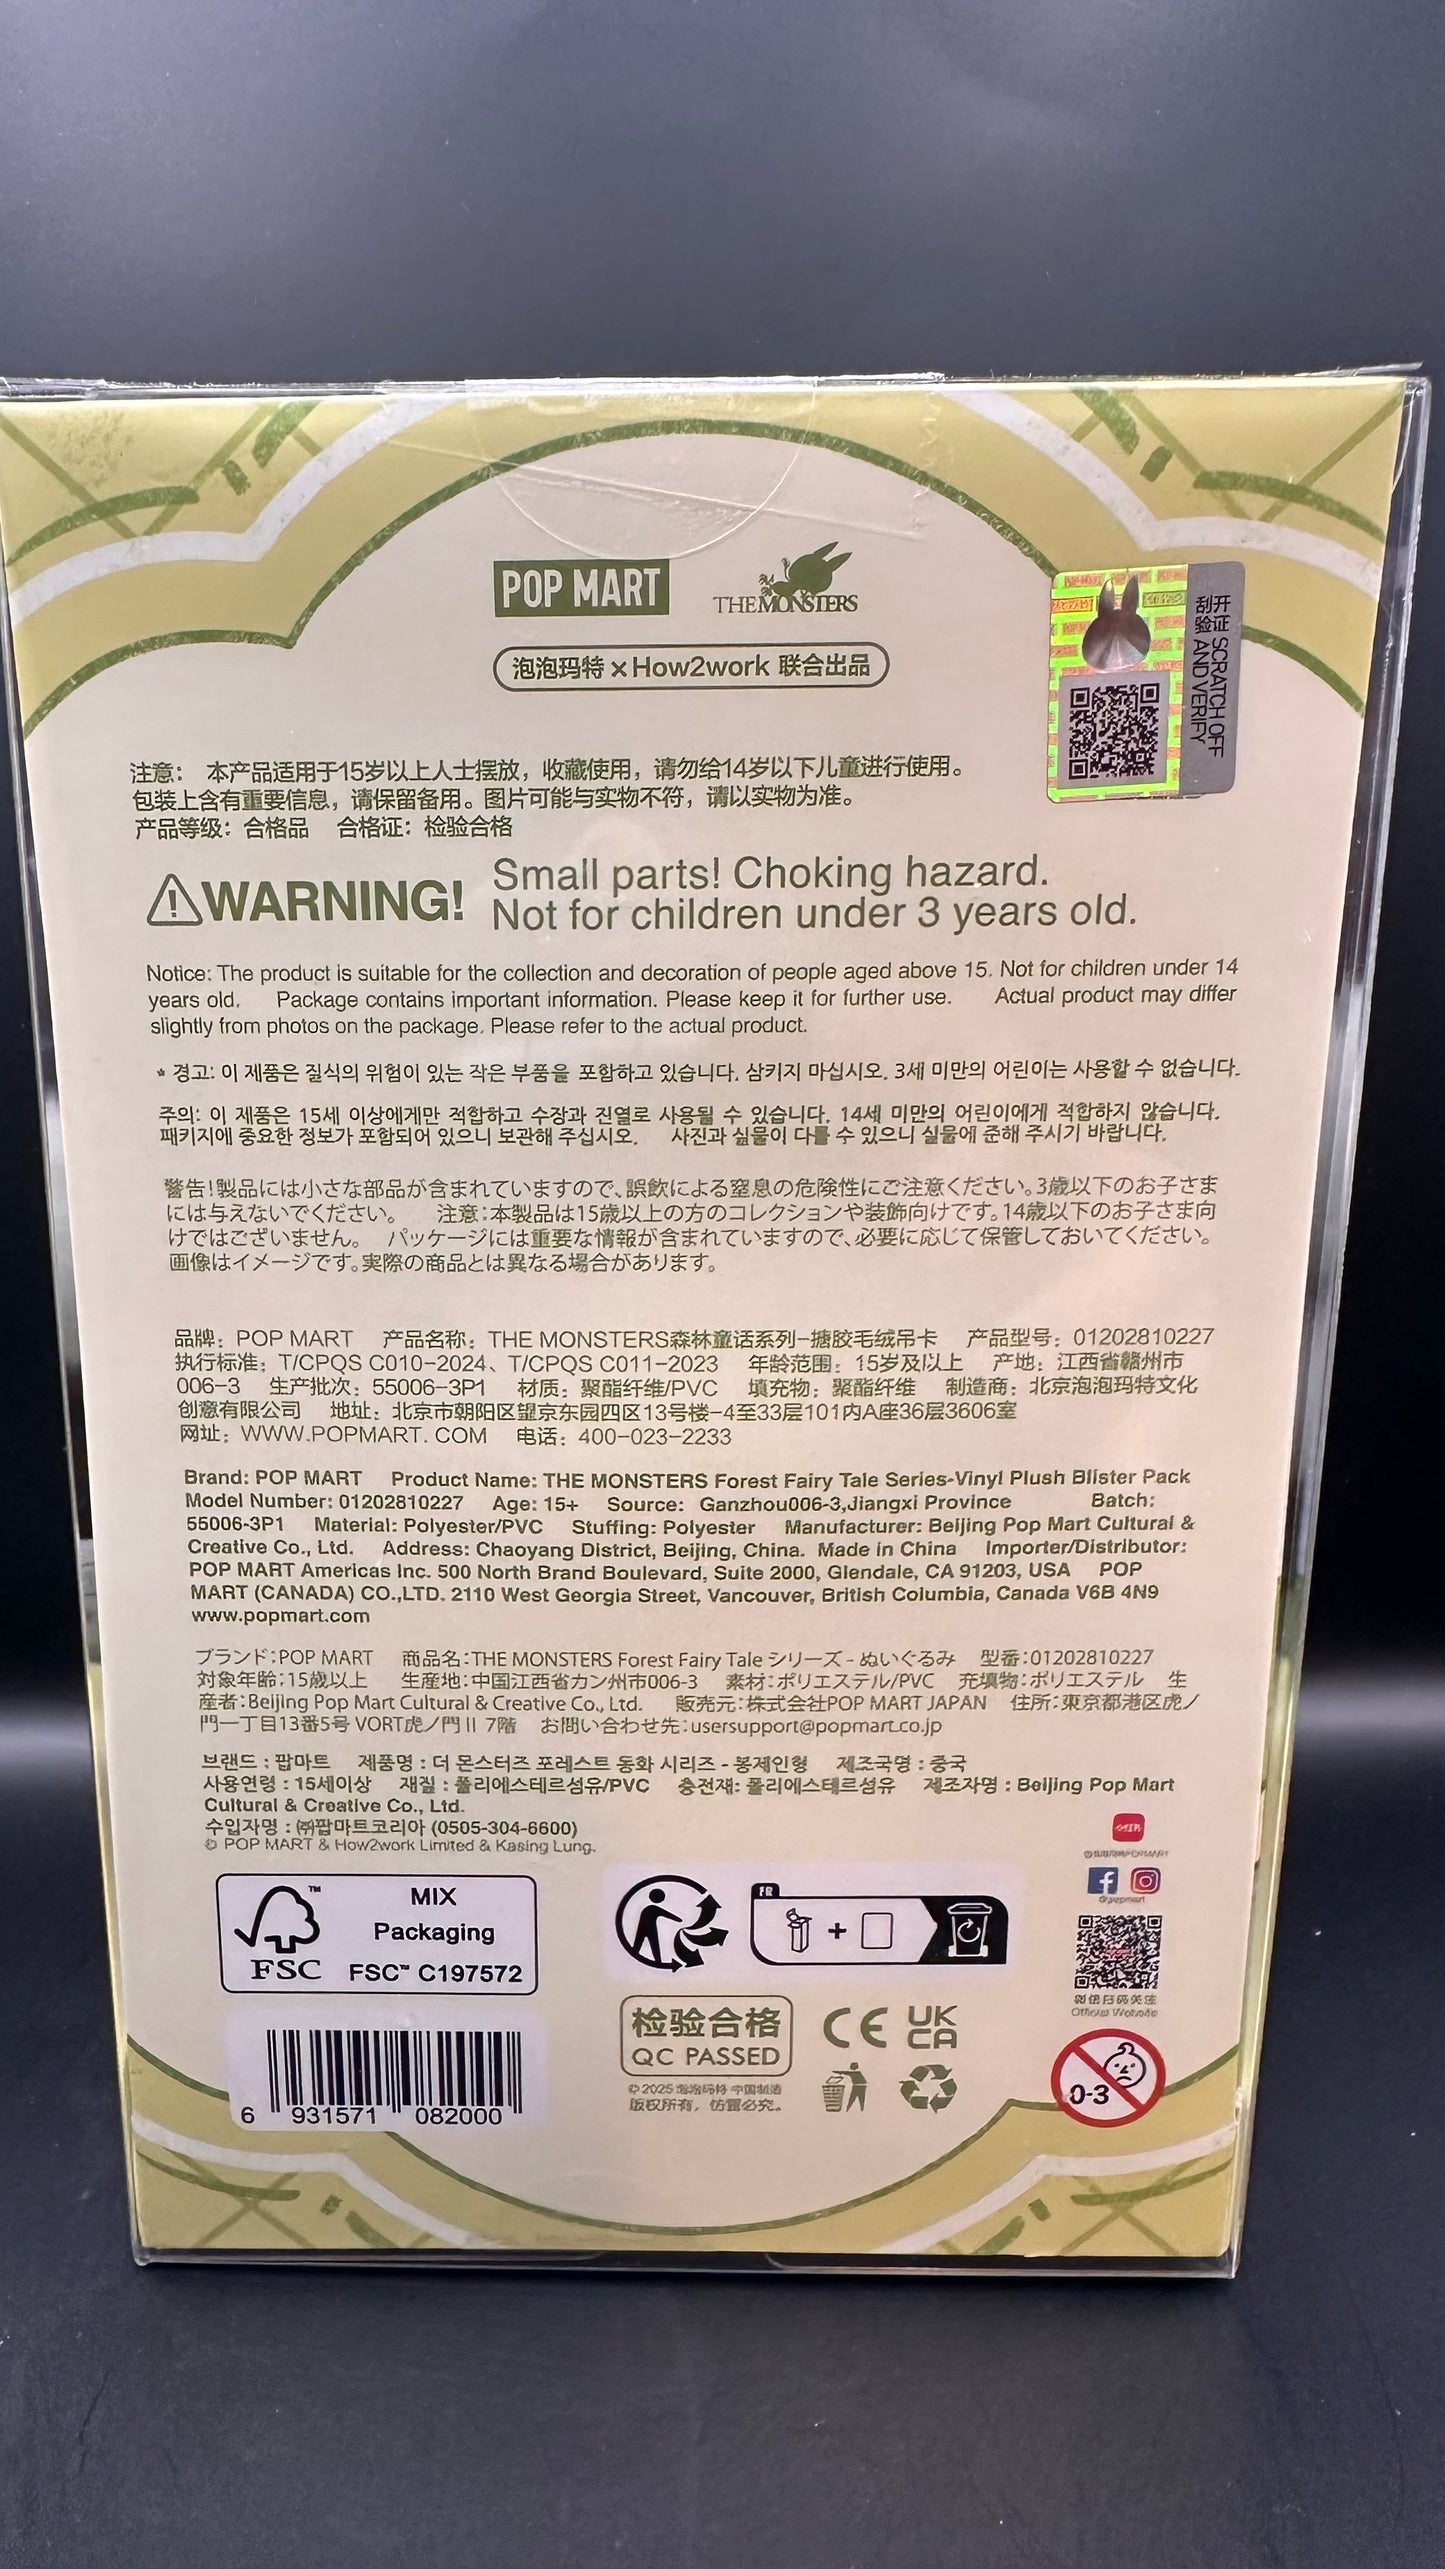 POP MART
THE MONSTERS
泡泡玛特 × How2work 联合出品
刮开验证 SCRATCH OFF
AND VERIFY
注意： 本产品适用于15岁以上人士摆放，收藏使用，请勿给14岁以下儿童进行使用。
包装上含有重要信息，请保留备用。图片可能与实物不符，请以实物为准。
产品等级：合格品 合格证：检验合格
WARNING!
Small parts! Choking hazard.
Not for children under 3 years old.
Notice: The product is suitable for the collection and decoration of people aged above 15. Not for children under 14
years old. Package contains important information. Please keep it for further use. Actual product may differ
slightly from photos on the package. Please refer to the actual product.
* 경고: 이 제품은 질식의 위험이 있는 작은 부품을 포함하고 있습니다. 삼키지 마십시오. 3세 미만의 어린이는 사용할 수 없습니다.
주의: 이 제품은 15세 이상에게만 적합하고 수장과 진열로 사용될 수 있습니다. 14세 미만의 어린이에게 적합하지 않습니다.
패키지에 중요한 정보가 포함되어 있으니 보관해 주십시오. 사진과 실물이 다를 수 있으니 실물에 준해 주시기 바랍니다.
警告！製品には小さな部品が含まれていますので、誤飲による窒息の危険性にご注意ください。3歳以下のお子さま
には与えないでください。 注意：本製品は15歳以上の方のコレクションや装飾向けです。14歳以下のお子さま向
けではございません。 パッケージには重要な情報が含まれていますので、必要に応じて保管しておいてください。
画像はイメージです。実際の商品とは異なる場合があります。
品牌：POP MART 产品名称：THE MONSTERS森林童话系列-搪胶毛绒吊卡 产品型号：01202810227
执行标准：T/CPQS C010-2024、T/CPQS C011-2023 年龄范围：15岁及以上 产地：江西省赣州市
006-3 生产批次：55006-3P1 材质：聚酯纤维/PVC 填充物：聚酯纤维 制造商：北京泡泡玛特文化
创意有限公司 地址：北京市朝阳区望京东园四区13号楼-4至33层101内A座36层3606室
网址：WWW.POPMART. COM 电话：400-023-2233
Brand: POP MART Product Name: THE MONSTERS Forest Fairy Tale Series-Vinyl Plush Blister Pack
Model Number: 01202810227 Age: 15+ Source: Ganzhou006-3,Jiangxi Province Batch:
55006-3P1 Material: Polyester/PVC Stuffing: Polyester Manufacturer: Beijing Pop Mart Cultural &
Creative Co., Ltd. Address: Chaoyang District, Beijing, China. Made in China Importer/Distributor:
POP MART Americas Inc. 500 North Brand Boulevard, Suite 2000, Glendale, CA 91203, USA POP
MART (CANADA) CO.,LTD. 2110 West Georgia Street, Vancouver, British Columbia, Canada V6B 4N9
www.popmart.com
ブランド：POP MART 商品名：THE MONSTERS Forest Fairy Tale シリーズ - ぬいぐるみ 型番：01202810227
対象年齢：15歳以上 生産地：中国江西省カン州市006-3 素材：ポリエステル/PVC 充填物：ポリエステル 生
産者：Beijing Pop Mart Cultural & Creative Co., Ltd. 販売元：株式会社POP MART JAPAN 住所：東京都港区虎ノ
門一丁目13番5号 VORT虎ノ門 II 7階 お問い合わせ先：usersupport@popmart.co.jp
브랜드 : 팝마트 제품명 : 더 몬스터즈 포레스트 동화 시리즈 - 봉제인형 제조국명 : 중국
사용연령 : 15세이상 재질 : 폴리에스테르섬유/PVC 충전재: 폴리에스테르섬유 제조자명 : Beijing Pop Mart
Cultural & Creative Co., Ltd.
수입자명 : ㈜팝마트코리아 (0505-304-6600)
© POP MART & How2work Limited & Kasing Lung.
FSC™
MIX
Packaging
FSC™ C197572
FR
+
@popmart
Official Website
检验合格
QC PASSED
CE
UK
CA
© 2025 泡泡玛特 中国制造
版权所有，仿冒必究。
0-3
6 931571 082000